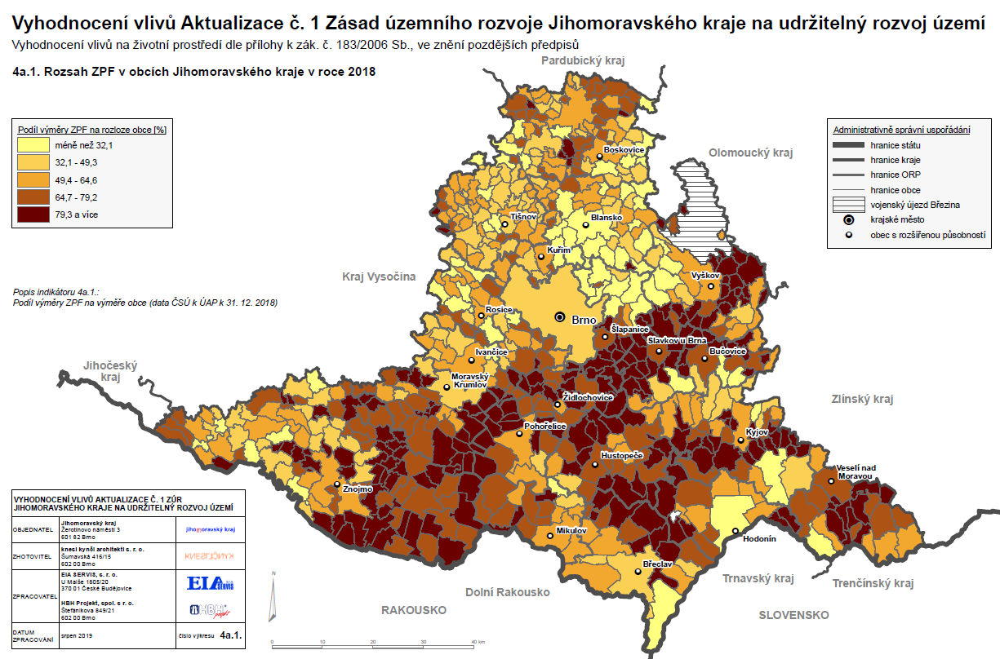 Vyhodnocení vlivů Aktualizace č. 1 Zásad územního rozvoje Jihomoravského kraje na udržitelný rozvoj území
Vyhodnocení vlivů na životní prostředí dle přílohy k zák. č. 183/2006 Sb., ve znění pozdějších předpisů
4a.1. Rozsah ZPF v obcích Jihomoravského kraje v roce 2018
Podíl výměry ZPF na rozloze obce [%]
méně než 32,1
32,1 - 49,3
49,4 - 64,6
64,7 - 79,2
79,3 a více
Popis indikátoru 4a.1.:
Podíl výměry ZPF na výměře obce (data ČSÚ k ÚAP k 31. 12. 2018)
Administrativně správní uspořádání
hranice státu
hranice kraje
hranice ORP
hranice obce
vojenský újezd Březina
krajské město
obec s rozšířenou působností
Pardubický kraj
Olomoucký kraj
Kraj Vysočina
Jihočeský
kraj
Zlínský kraj
Boskovice
Tišnov
Blansko
Kuřim
Vyškov
Rosice
Brno
Šlapanice
Slavkov u Brna
Bučovice
Ivančice
Moravský
Krumlov
Židlochovice
Pohořelice
Kyjov
Hustopeče
Veselí nad
Moravou
Znojmo
Mikulov
Hodonín
Břeclav
Dolní Rakousko
RAKOUSKO
Trnavský kraj
Trenčínský kraj
SLOVENSKO
VYHODNOCENÍ VLIVŮ AKTUALIZACE Č. 1 ZÚR
JIHOMORAVSKÉHO KRAJE NA UDRŽITELNÝ ROZVOJ ÚZEMÍ
OBJEDNATEL
Jihomoravský kraj
Žerotínovo náměstí 3
601 82 Brno
jihomoravský kraj
ZHOTOVITEL
knesl kynčl architekti s. r. o.
Šumavská 416/15
602 00 Brno
ZPRACOVATEL
EIA SERVIS, s. r. o.
U Malše 1805/20
370 01 České Budějovice
EIA SERVIS
HBH Projekt, spol. s r. o.
Štefánikova 849/21
602 00 Brno
HBH projekt
DATUM
ZPRACOVÁNÍ
srpen 2019
číslo výkresu 4a.1.
N
0 10 20 30 40 km